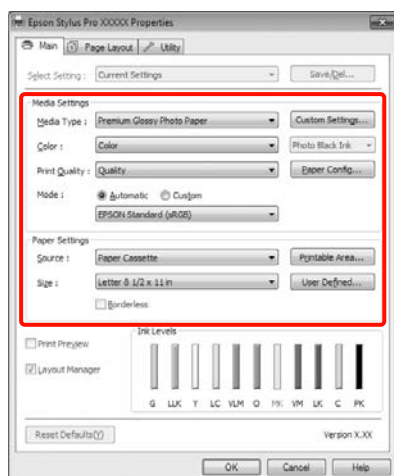 Epson Stylus Pro XXXXX Properties
Main Page Layout Utility
Select Setting : Current Settings Save/Del...
Media Settings
Media Type : Premium Glossy Photo Paper Custom Settings...
Color : Color Photo Black Ink
Print Quality : Quality Paper Config...
Mode : Automatic Custom
EPSON Standard (sRGB)
Paper Settings
Source : Paper Cassette Printable Area...
Size : Letter 8 1/2 x 11 in User Defined...
Borderless
Ink Levels
Print Preview
Layout Manager
G LLK Y LC VLM O MK VM LK C PK
Reset Defaults(Y) Version X.XX
OK Cancel Help